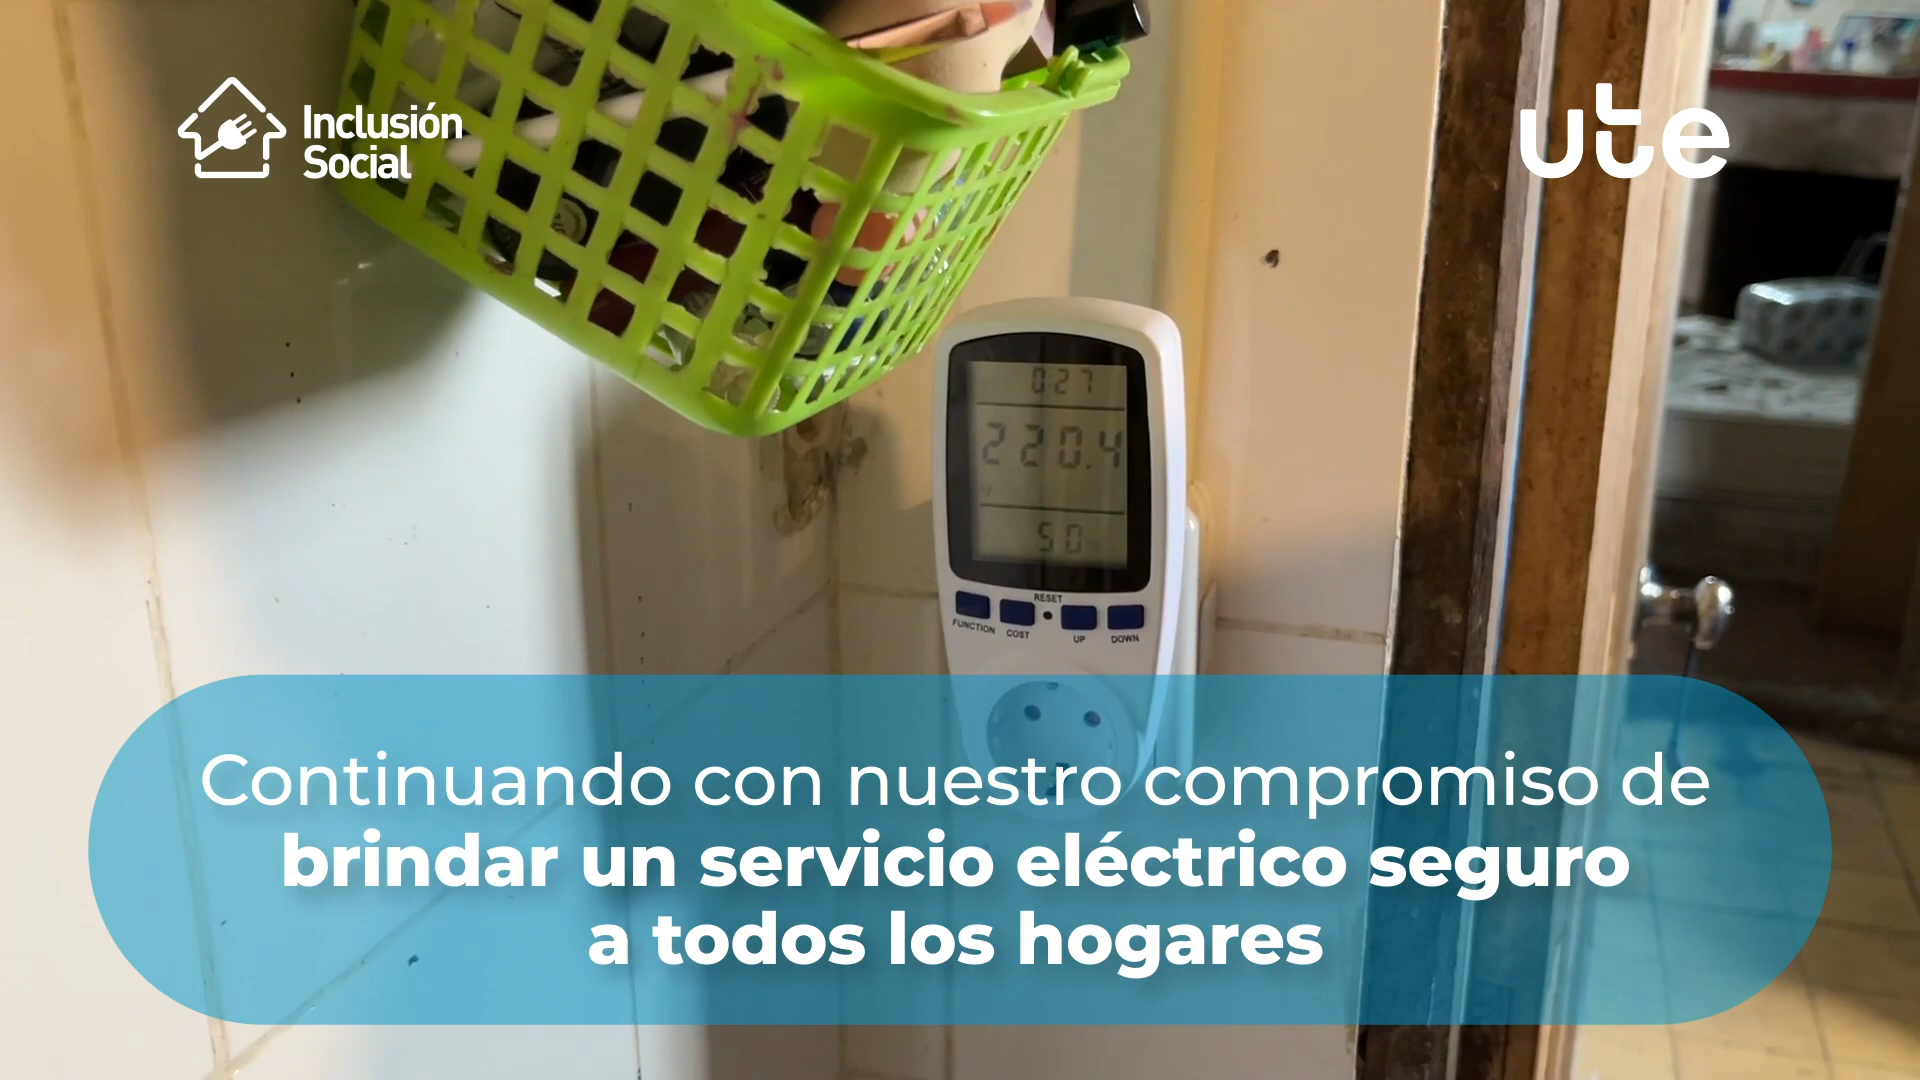 Inclusión
Social
ute
0:27
220.4
V
50
RESET
FUNCTION
COST
UP
DOWN
Continuando con nuestro compromiso de
brindar un servicio eléctrico seguro
a todos los hogares